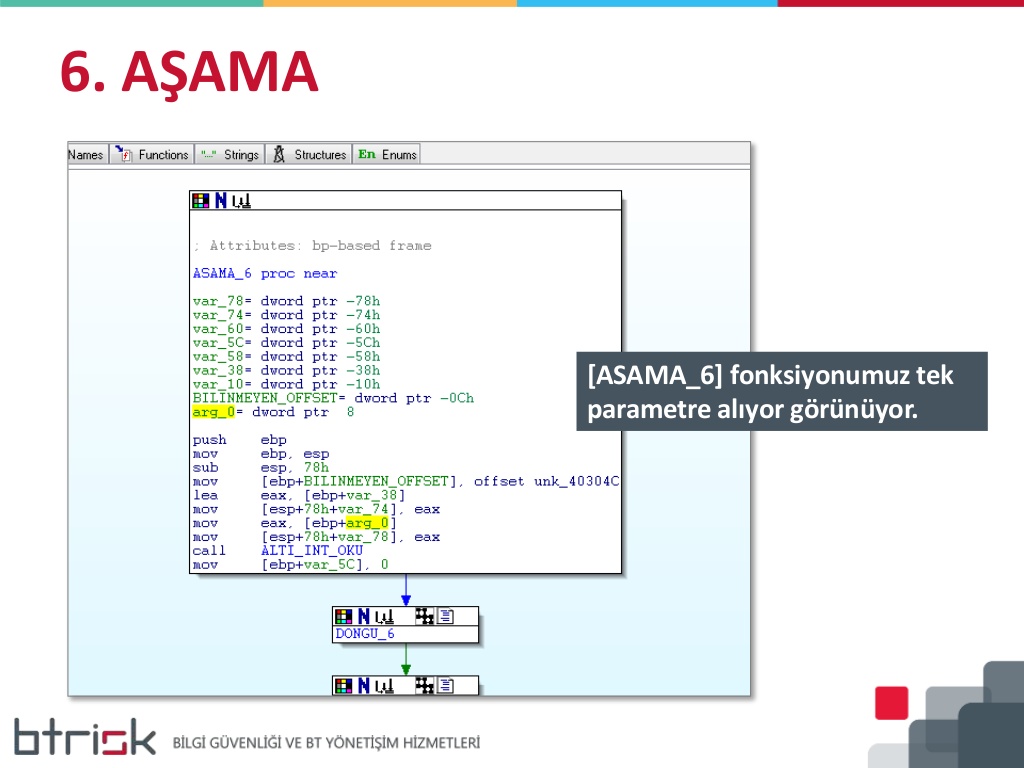 6. AŞAMA
Names Functions "..." Strings Structures En Enums
N
; Attributes: bp-based frame
ASAMA_6 proc near
var_78= dword ptr -78h
var_74= dword ptr -74h
var_60= dword ptr -60h
var_5C= dword ptr -5Ch
var_58= dword ptr -58h
var_38= dword ptr -38h
var_10= dword ptr -10h
BILINMEYEN_OFFSET= dword ptr -0Ch
arg_0= dword ptr 8
push ebp
mov ebp, esp
sub esp, 78h
mov [ebp+BILINMEYEN_OFFSET], offset unk_40304C
lea eax, [ebp+var_38]
mov [esp+78h+var_74], eax
mov eax, [ebp+arg_0]
mov [esp+78h+var_78], eax
call ALTI_INT_OKU
mov [ebp+var_5C], 0
[ASAMA_6] fonksiyonumuz tek
parametre alıyor görünüyor.
N
DONGU_6
N
btrisk BİLGİ GÜVENLİĞİ VE BT YÖNETİŞİM HİZMETLERİ